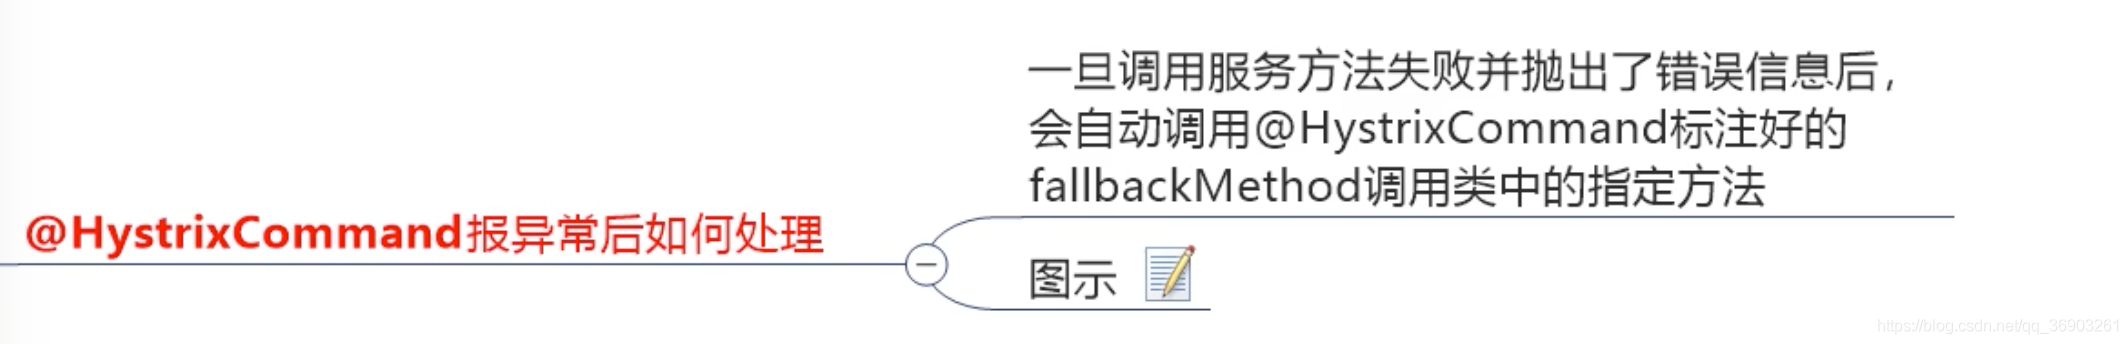 @HystrixCommand报异常后如何处理
一旦调用服务方法失败并抛出了错误信息后，
会自动调用@HystrixCommand标注好的
fallbackMethod调用类中的指定方法
图示
https://blog.csdn.net/qq_36903261